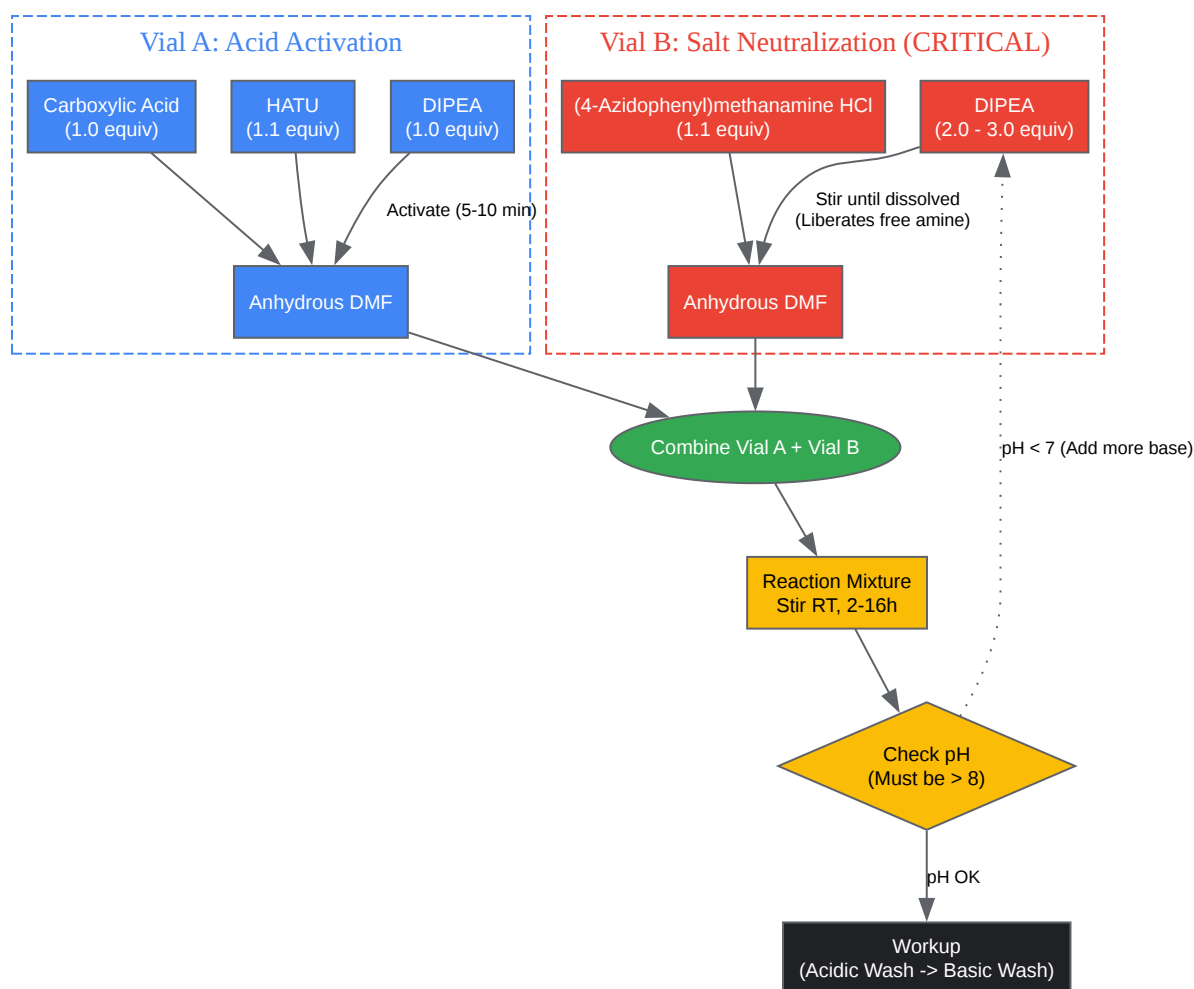 Vial A: Acid Activation
Carboxylic Acid
(1.0 equiv)
HATU
(1.1 equiv)
DIPEA
(1.0 equiv)
Activate (5-10 min)
Anhydrous DMF
Vial B: Salt Neutralization (CRITICAL)
(4-Azidophenyl)methanamine HCl
(1.1 equiv)
DIPEA
(2.0 - 3.0 equiv)
Stir until dissolved
(Liberates free amine)
Anhydrous DMF
Combine Vial A + Vial B
pH < 7 (Add more base)
Reaction Mixture
Stir RT, 2-16h
Check pH
(Must be > 8)
pH OK
Workup
(Acidic Wash -> Basic Wash)